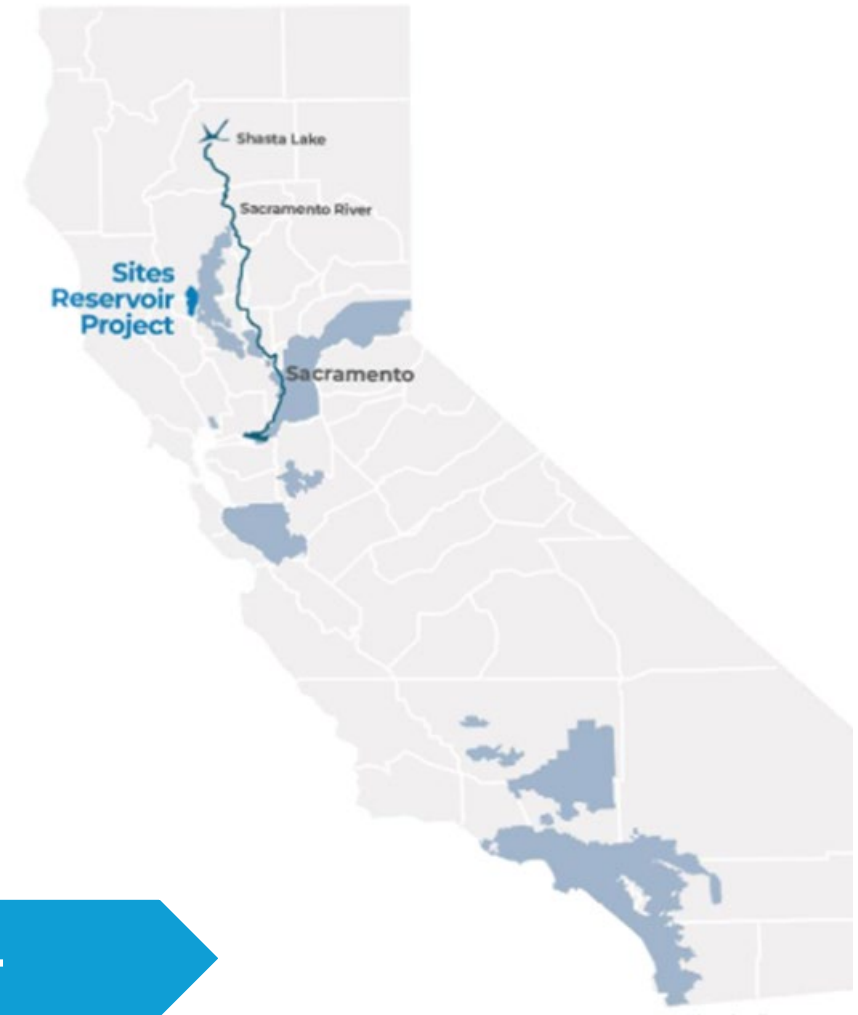 Shasta Lake
Sacramento River
Sites
Reservoir
Project
Sacramento